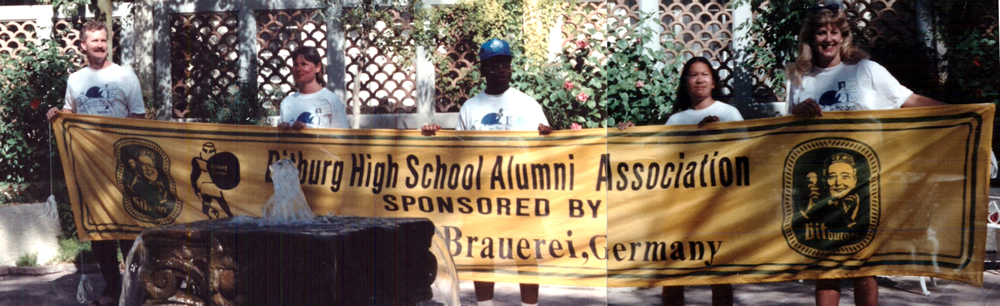 Bitburg High School Alumni Association
SPONSORED BY
Brauerei, Germany
Bitburger